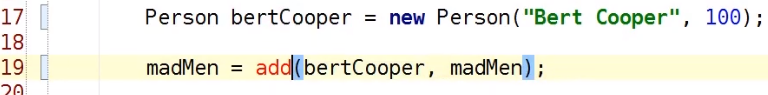 17 Person bertCooper = new Person("Bert Cooper", 100);
18
19 madMen = add(bertCooper, madMen);
20